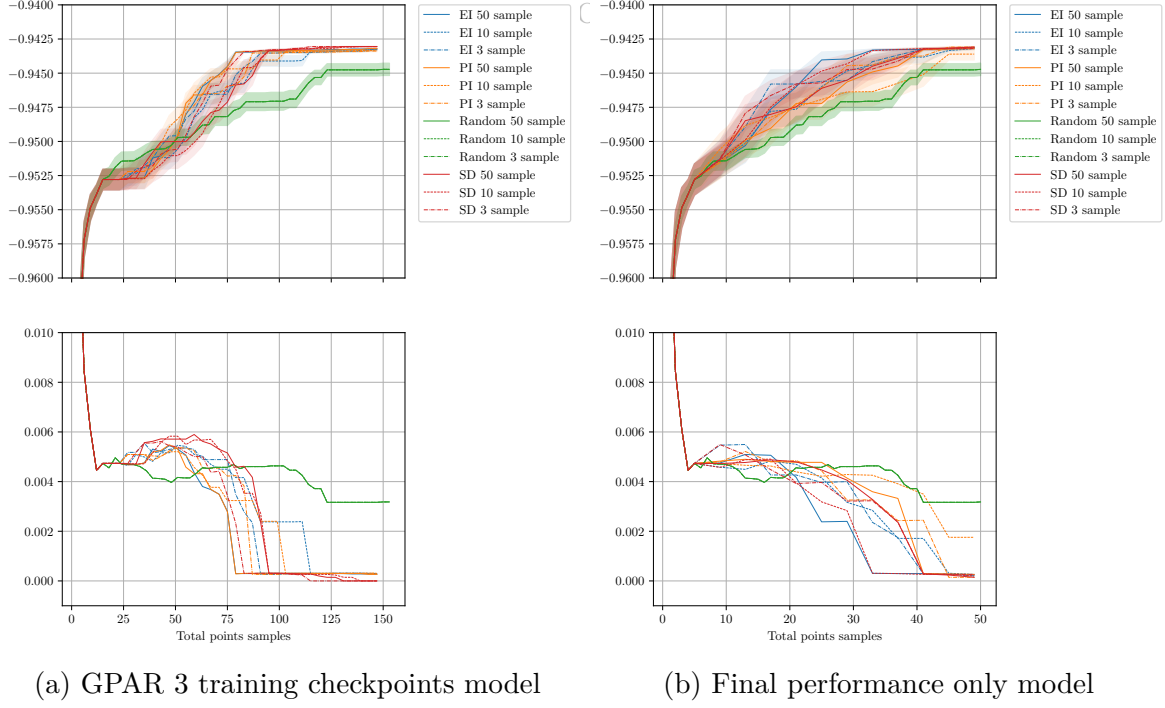 −0.9400
−0.9425
−0.9450
−0.9475
−0.9500
−0.9525
−0.9550
−0.9575
−0.9600
EI 50 sample
EI 10 sample
EI 3 sample
PI 50 sample
PI 10 sample
PI 3 sample
Random 50 sample
Random 10 sample
Random 3 sample
SD 50 sample
SD 10 sample
SD 3 sample
−0.9400
−0.9425
−0.9450
−0.9475
−0.9500
−0.9525
−0.9550
−0.9575
−0.9600
EI 50 sample
EI 10 sample
EI 3 sample
PI 50 sample
PI 10 sample
PI 3 sample
Random 50 sample
Random 10 sample
Random 3 sample
SD 50 sample
SD 10 sample
SD 3 sample
0.010
0.008
0.006
0.004
0.002
0.000
0 25 50 75 100 125 150
Total points samples
0.010
0.008
0.006
0.004
0.002
0.000
0 10 20 30 40 50
Total points samples
(a) GPAR 3 training checkpoints model
(b) Final performance only model